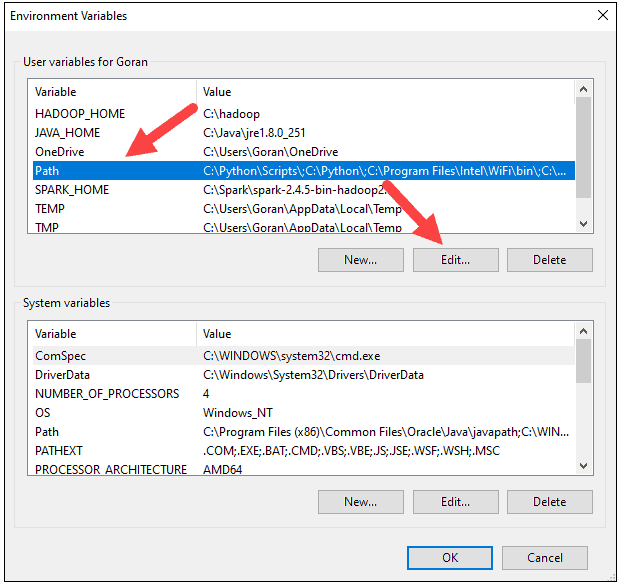 Environment Variables
User variables for Goran
Variable Value
HADOOP_HOME C:\hadoop
JAVA_HOME C:\Java\jre1.8.0_251
OneDrive C:\Users\Goran\OneDrive
Path C:\Python\Scripts\;C:\Python\;C:\Program Files\Intel\WiFi\bin\;C:\...
SPARK_HOME C:\Spark\spark-2.4.5-bin-hadoop2.
TEMP C:\Users\Goran\AppData\Local\Temp
TMP C:\Users\Goran\AppData\Local\Temp
New... Edit... Delete
System variables
Variable Value
ComSpec C:\WINDOWS\system32\cmd.exe
DriverData C:\Windows\System32\Drivers\DriverData
NUMBER_OF_PROCESSORS 4
OS Windows_NT
Path C:\Program Files (x86)\Common Files\Oracle\Java\javapath;C:\WIN...
PATHEXT .COM;.EXE;.BAT;.CMD;.VBS;.VBE;.JS;.JSE;.WSF;.WSH;.MSC
PROCESSOR_ARCHITECTURE AMD64
New... Edit... Delete
OK Cancel